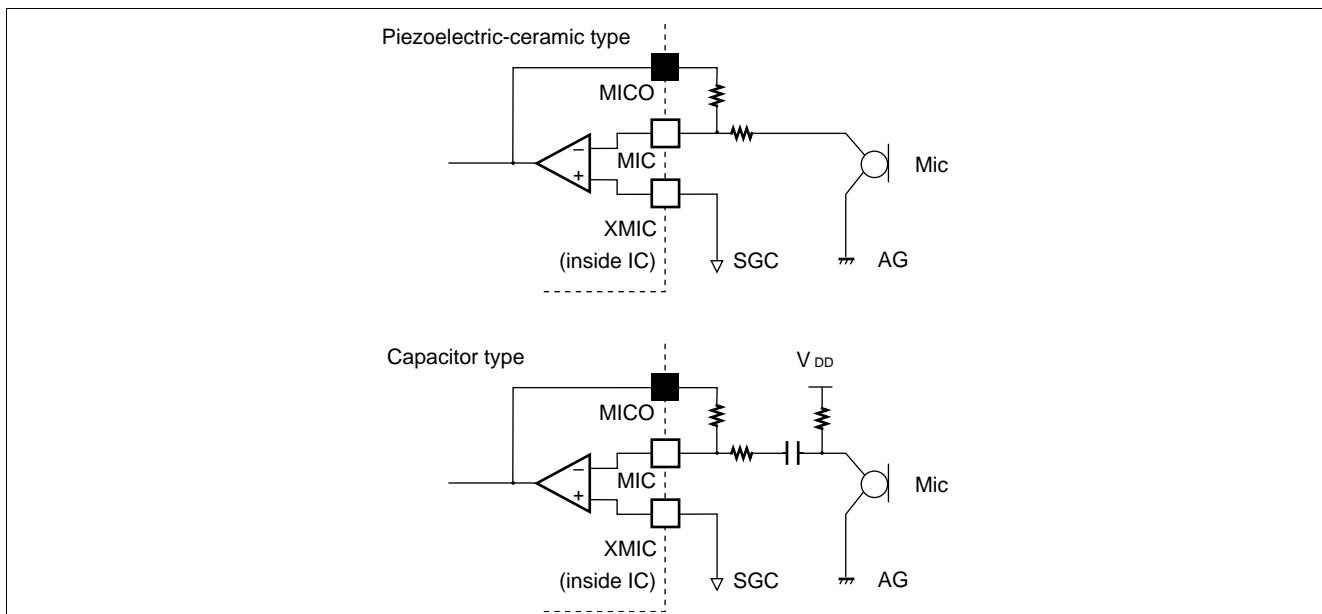 Piezoelectric-ceramic type
MICO
−
MIC
+
Mic
XMIC
(inside IC)
SGC
AG
Capacitor type
V DD
MICO
−
MIC
+
Mic
XMIC
(inside IC)
SGC
AG